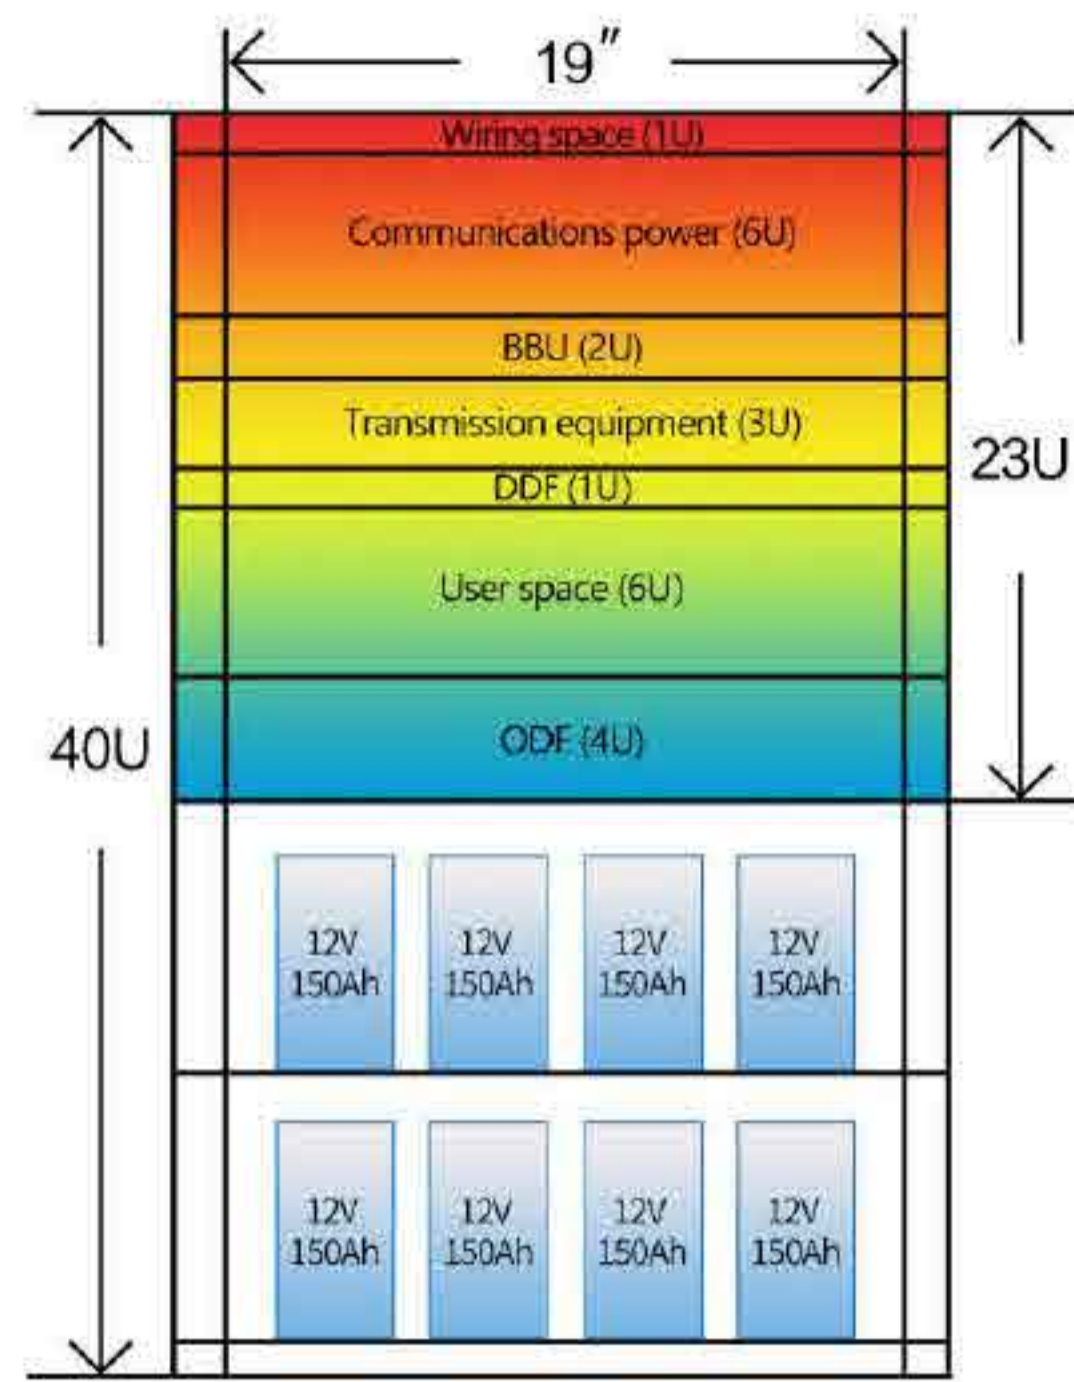 19″
Wiring space (1U)
Communications power (6U)
BBU (2U)
Transmission equipment (3U)
DDF (1U)
23U
User space (6U)
ODF (4U)
40U
12V 12V 12V 12V
150Ah 150Ah 150Ah 150Ah
12V 12V 12V 12V
150Ah 150Ah 150Ah 150Ah